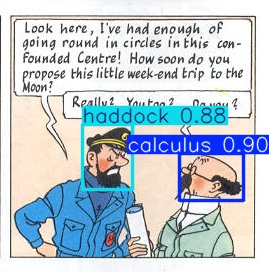 Look here, I've had enough of
going round in circles in this con-
founded Centre! How soon do you
propose this little week-end trip to the
Moon?
Really? You too? Do you?
haddock 0.88
calculus 0.90